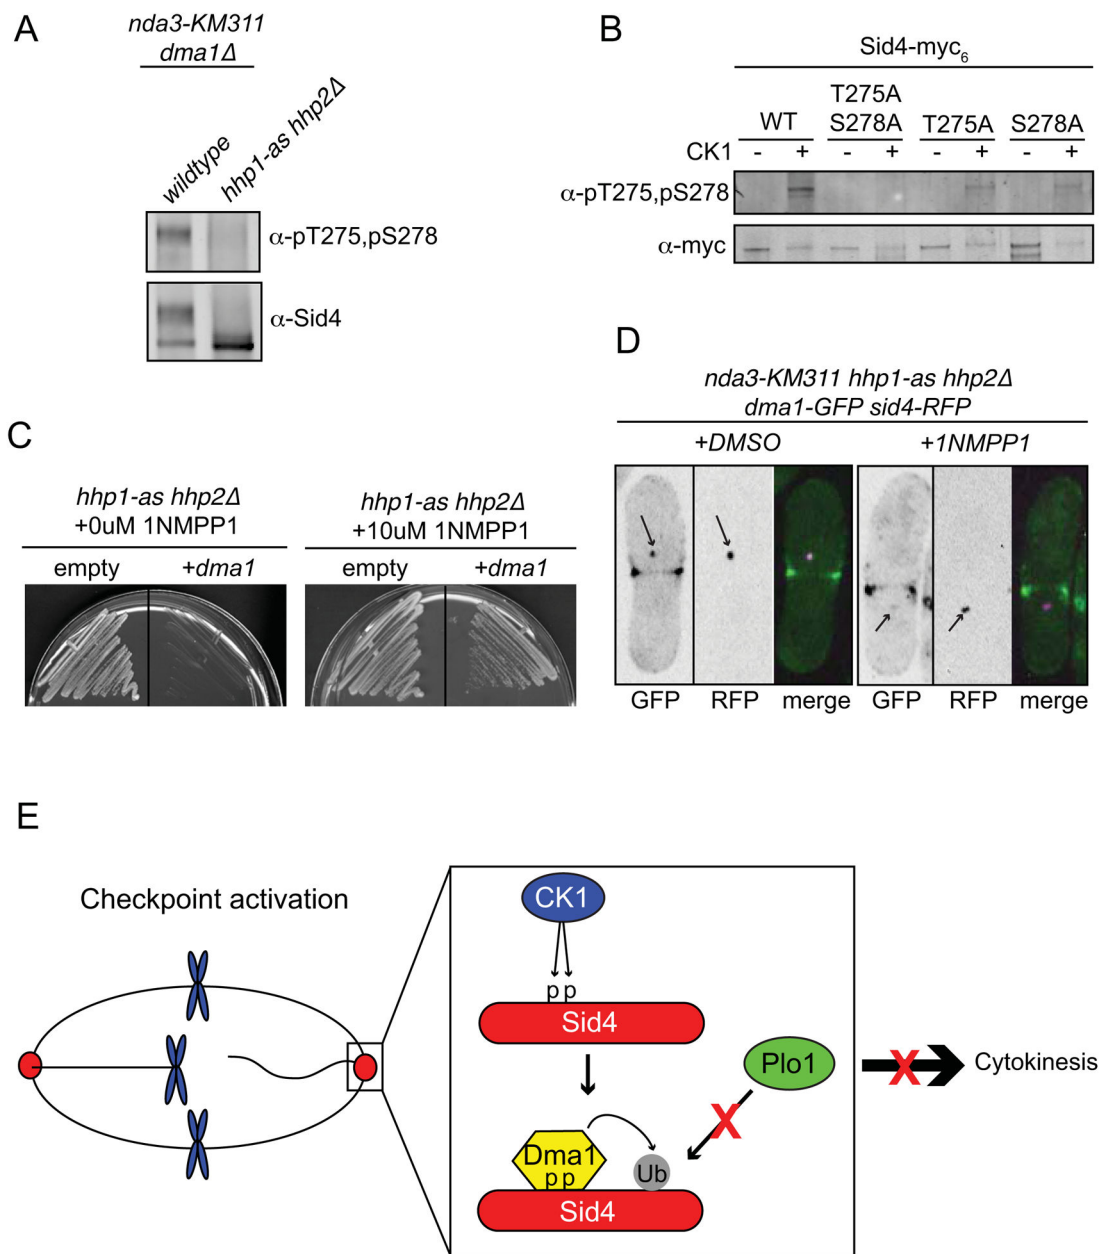 A
nda3-KM311
dma1Δ
wildtype
hhp1-as hhp2Δ
α-pT275,pS278
α-Sid4
B
Sid4-myc6
T275A
WT S278A T275A S278A
CK1 - + - + - + - +
α-pT275,pS278
α-myc
C
hhp1-as hhp2Δ
+0uM 1NMPP1
empty +dma1
hhp1-as hhp2Δ
+10uM 1NMPP1
empty +dma1
D
nda3-KM311 hhp1-as hhp2Δ
dma1-GFP sid4-RFP
+DMSO +1NMPP1
GFP RFP merge GFP RFP merge
E
Checkpoint activation
CK1
p p
Sid4
Plo1
X
X
Cytokinesis
Dma1
p p
Ub
Sid4